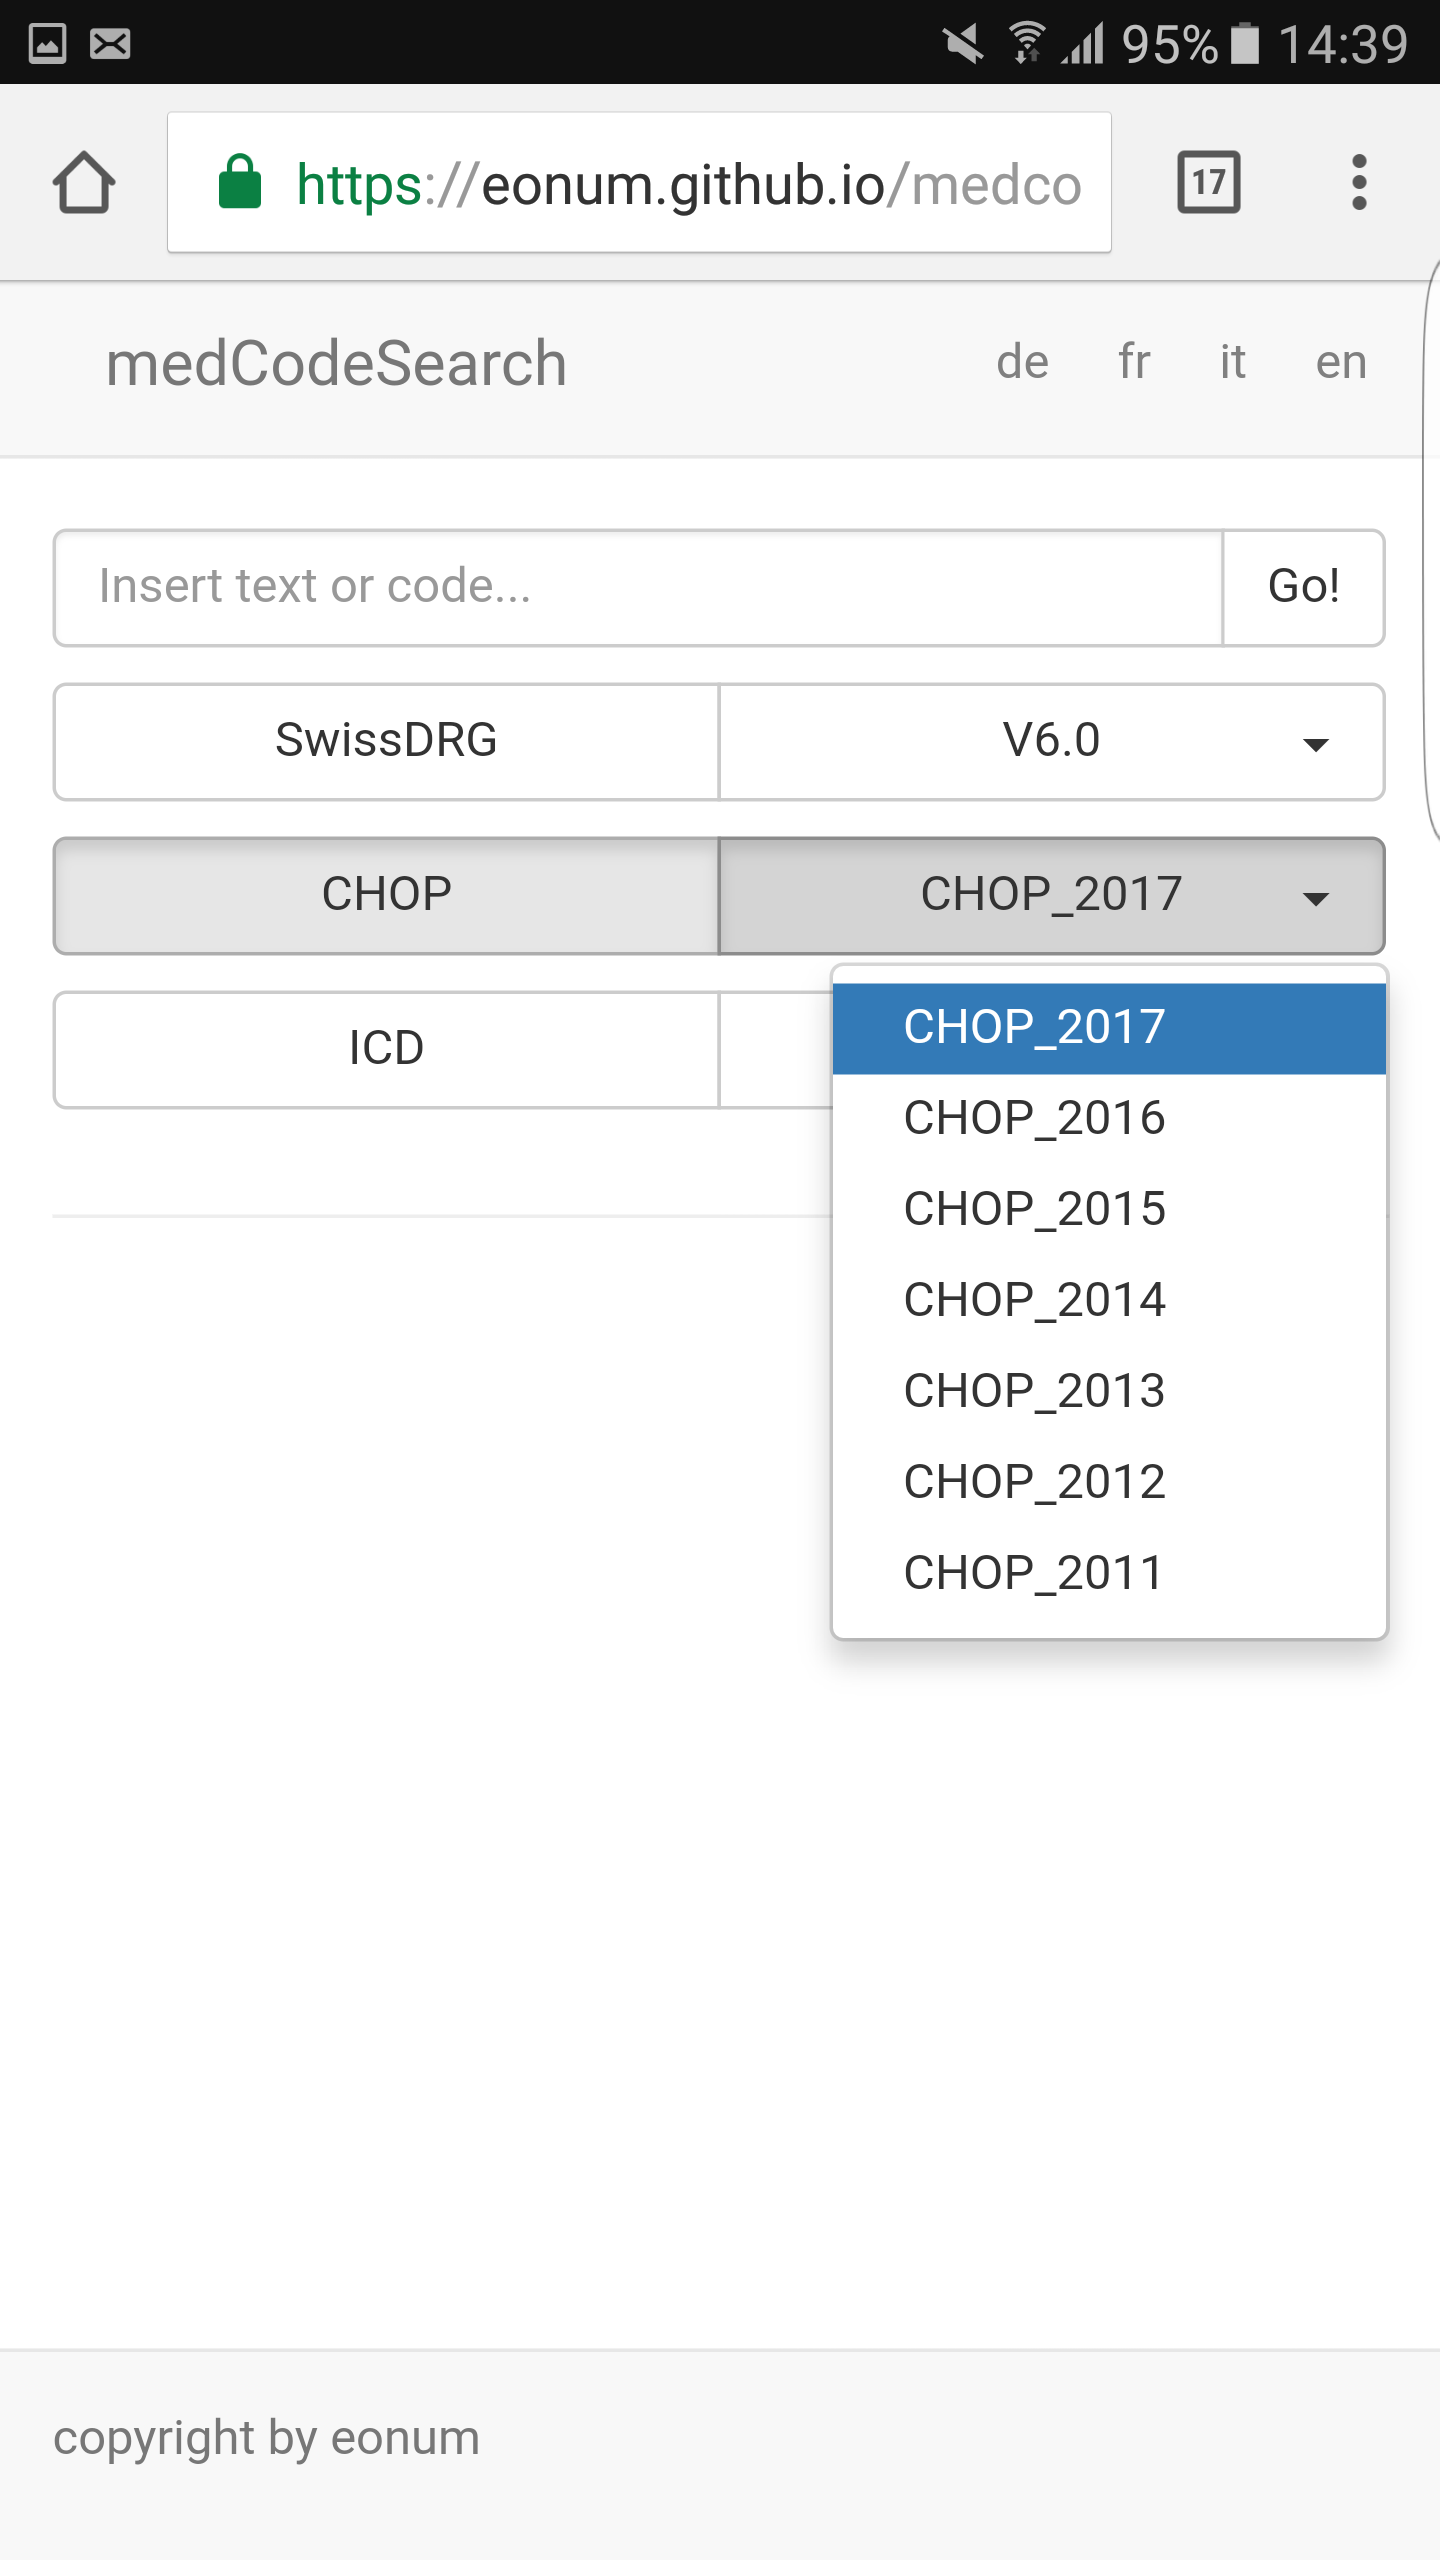 95% 14:39
https://eonum.github.io/medco 17
medCodeSearch de fr it en
Insert text or code... Go!
SwissDRG V6.0
CHOP CHOP_2017
ICD
CHOP_2017
CHOP_2016
CHOP_2015
CHOP_2014
CHOP_2013
CHOP_2012
CHOP_2011
copyright by eonum